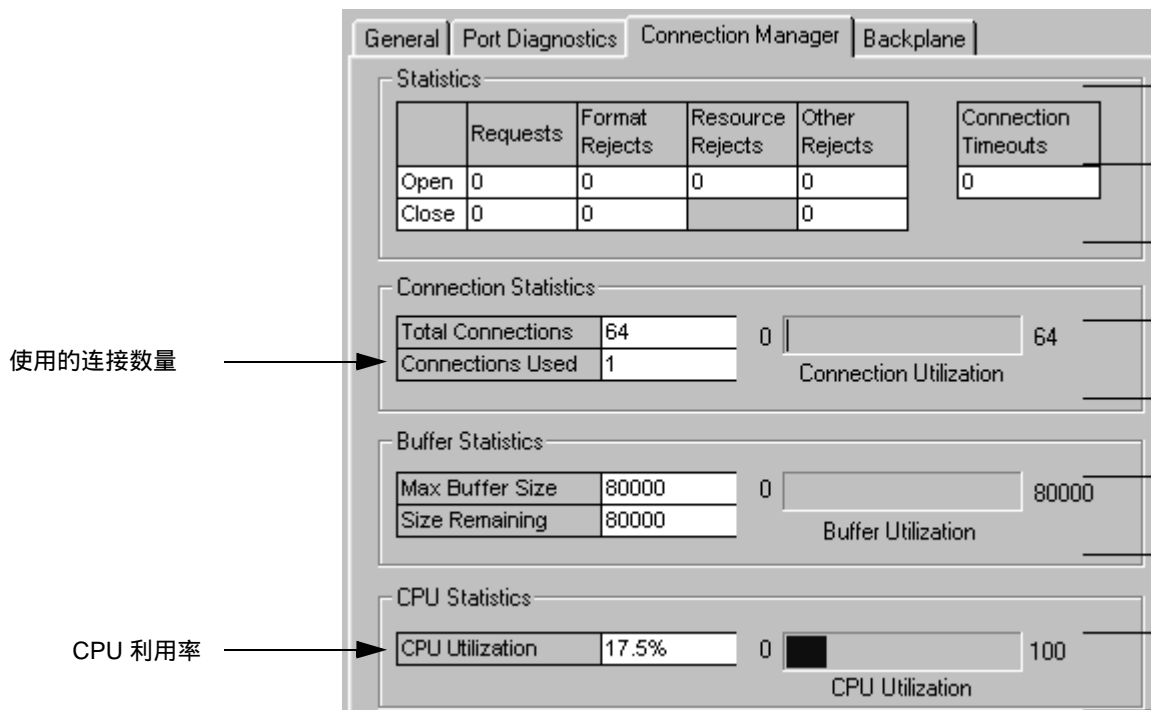 General Port Diagnostics Connection Manager Backplane
Statistics
Requests Format Rejects Resource Rejects Other Rejects Connection Timeouts
Open 0 0 0 0 0
Close 0 0 0
Connection Statistics
Total Connections 64 0 64
使用的连接数量 Connections Used 1 Connection Utilization
Buffer Statistics
Max Buffer Size 80000 0 80000
Size Remaining 80000 Buffer Utilization
CPU Statistics
CPU 利用率 CPU Utilization 17.5% 0 100
CPU Utilization